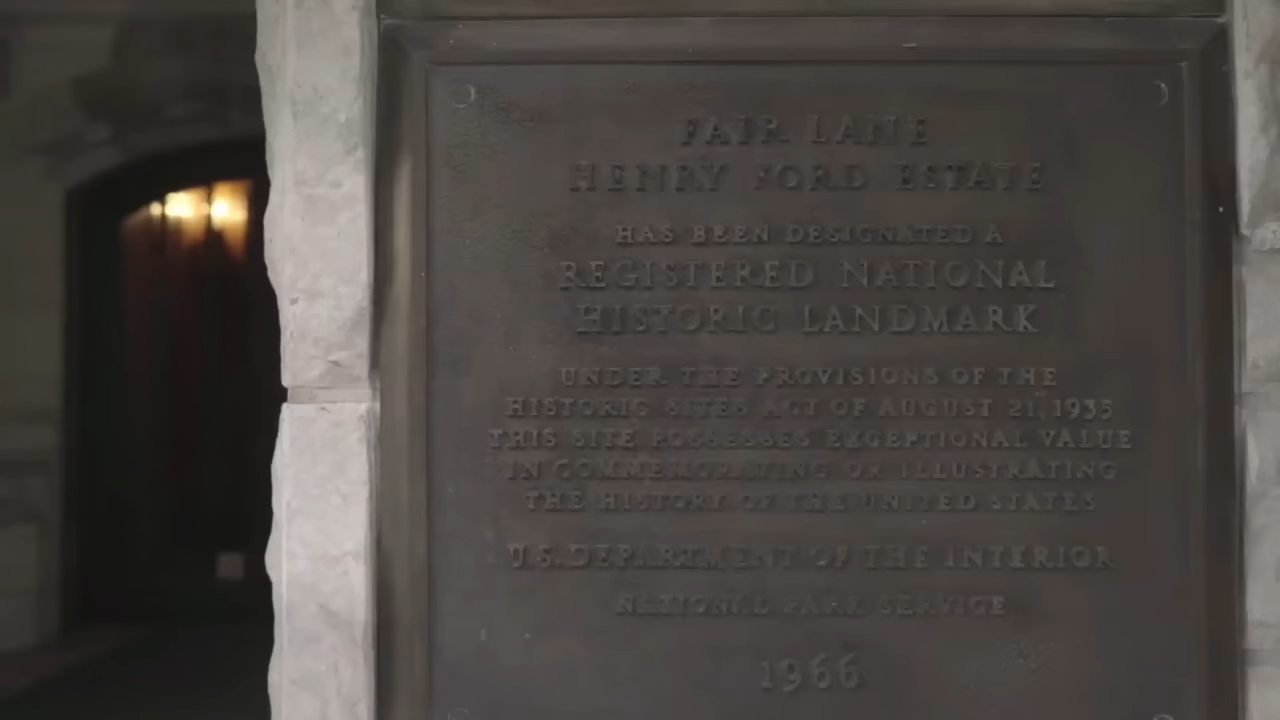 FAIR LANE
HENRY FORD ESTATE
HAS BEEN DESIGNATED A
REGISTERED NATIONAL
HISTORIC LANDMARK
UNDER THE PROVISIONS OF THE
HISTORIC SITES ACT OF AUGUST 21, 1935
THIS SITE POSSESSES EXCEPTIONAL VALUE
IN COMMEMORATING OR ILLUSTRATING
THE HISTORY OF THE UNITED STATES
U.S. DEPARTMENT OF THE INTERIOR
NATIONAL PARK SERVICE
1966